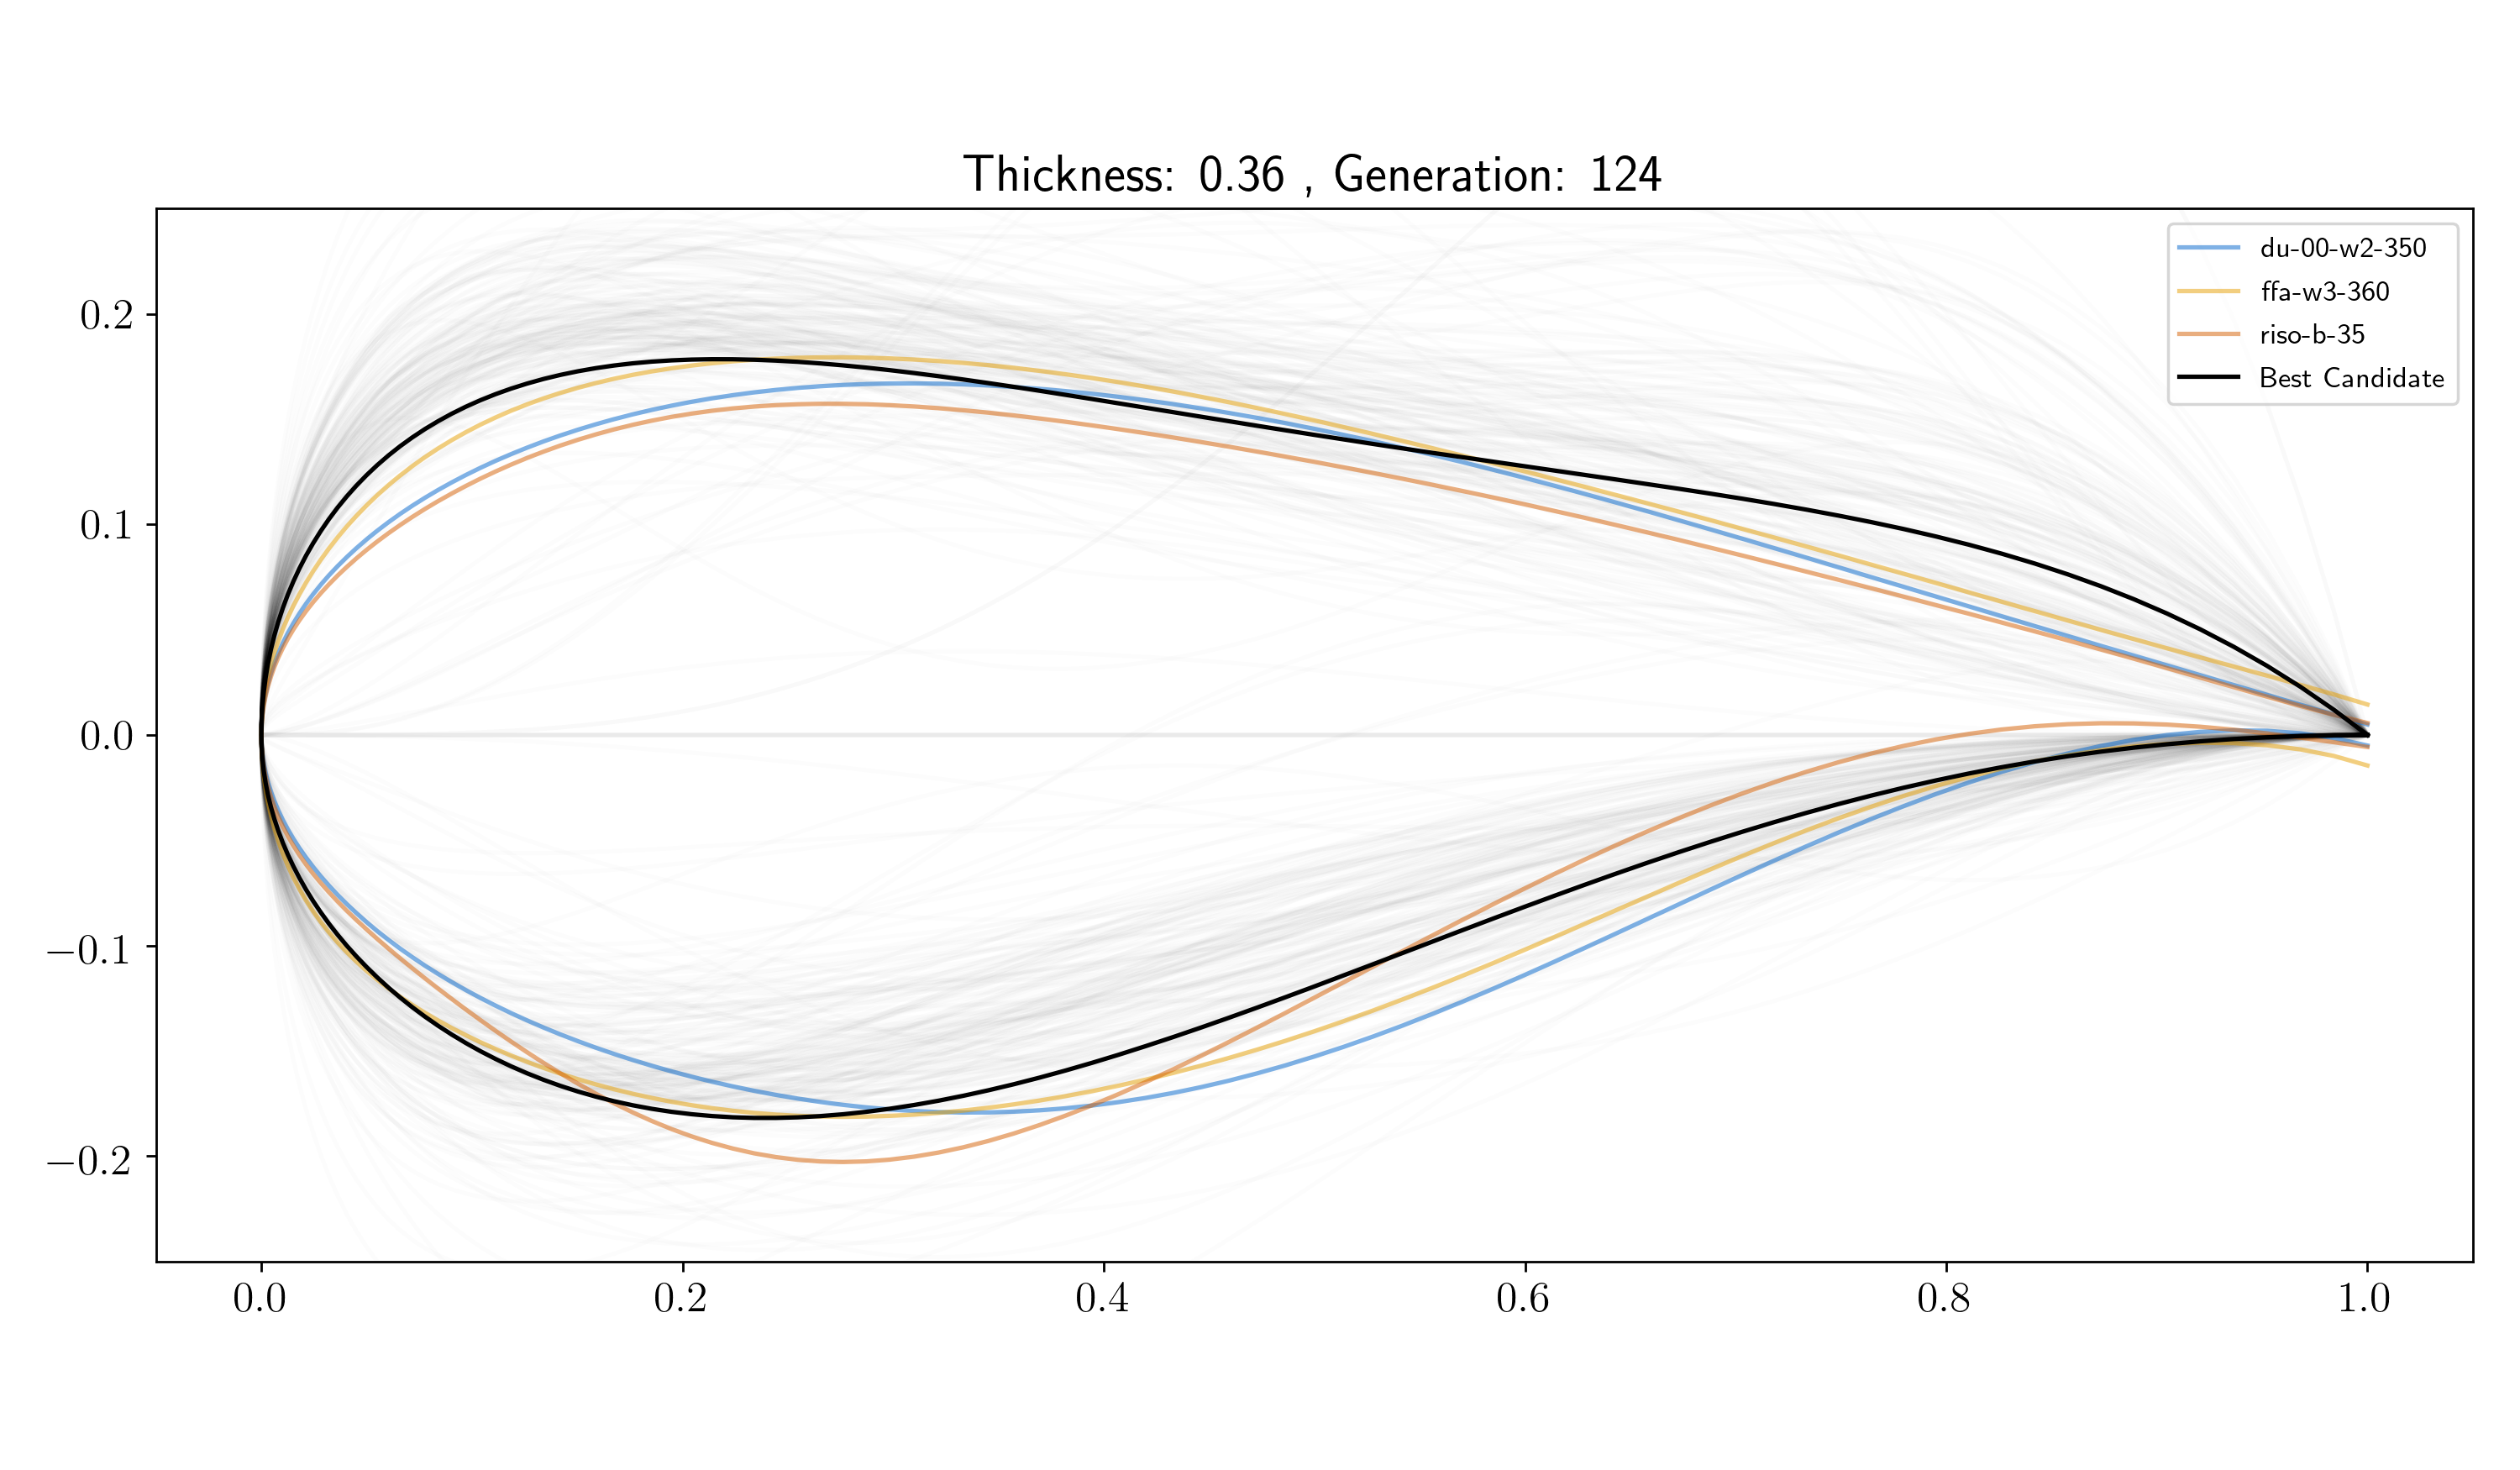 Thickness: 0.36 , Generation: 124
du-00-w2-350
ffa-w3-360
riso-b-35
Best Candidate
0.2
0.1
0.0
−0.1
−0.2
0.0 0.2 0.4 0.6 0.8 1.0